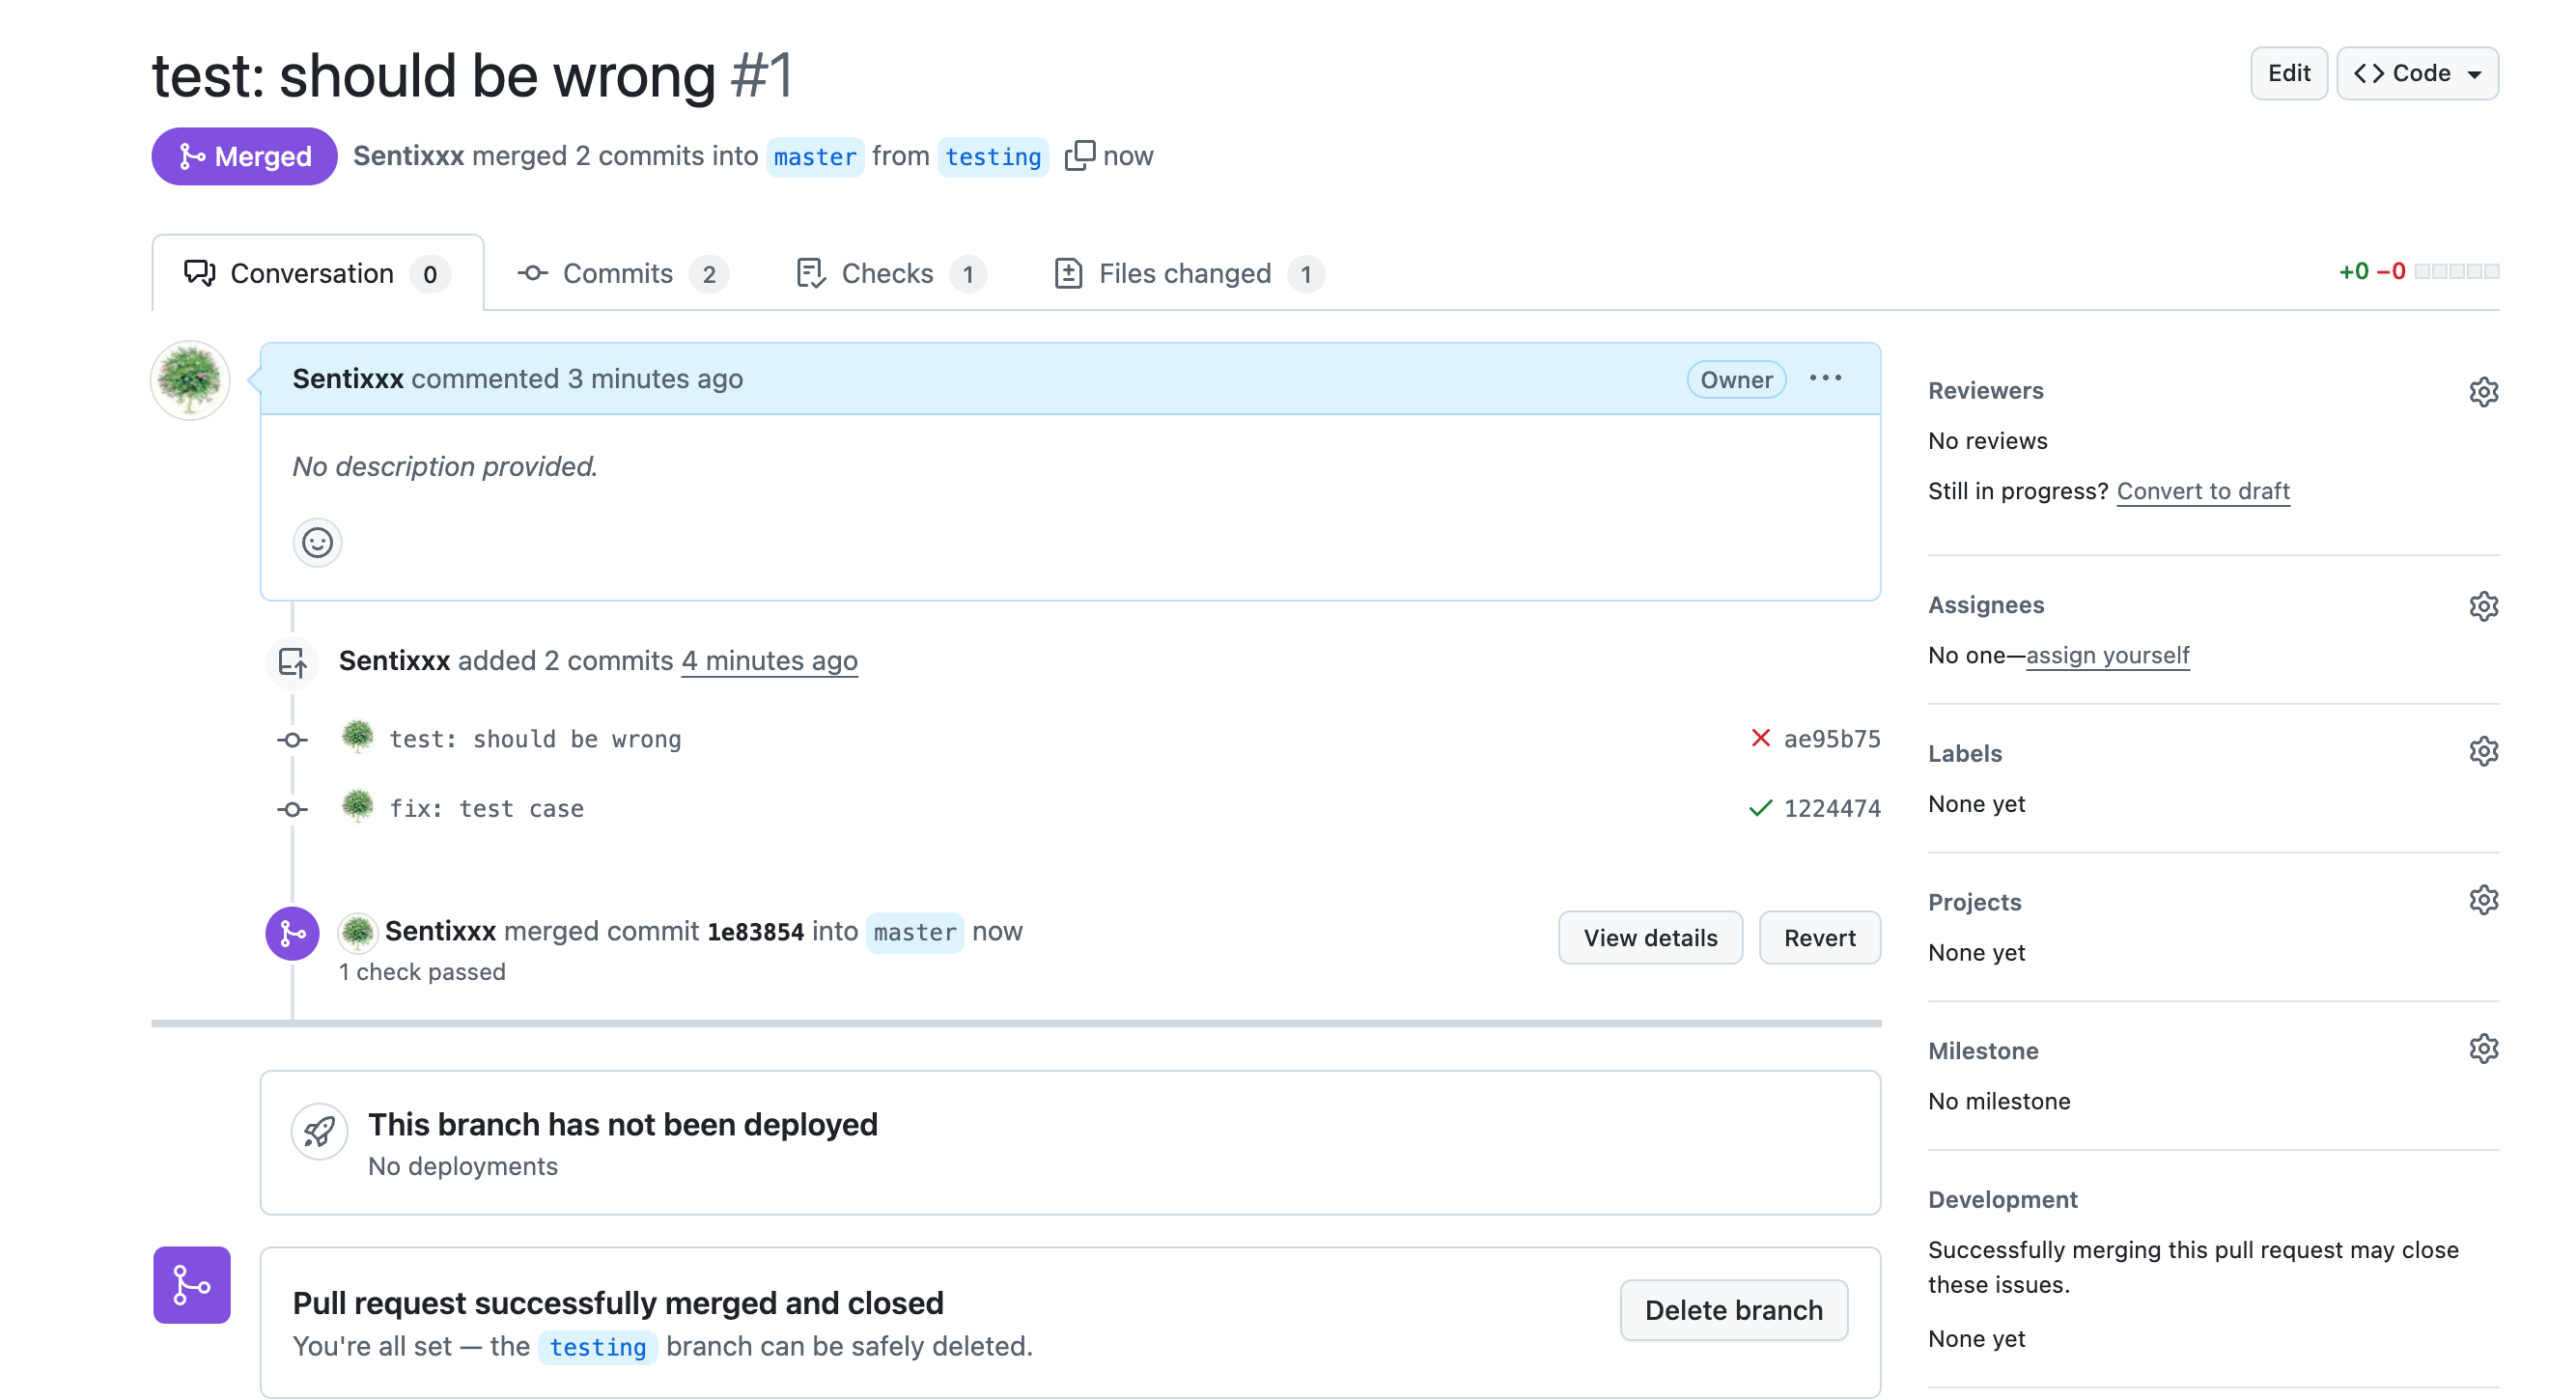 test: should be wrong #1
Edit
Code
Merged
Sentixxx merged 2 commits into master from testing now
Conversation 0
Commits 2
Checks 1
Files changed 1
+0 −0
Sentixxx commented 3 minutes ago
Owner
No description provided.
Sentixxx added 2 commits 4 minutes ago
test: should be wrong
ae95b75
fix: test case
1224474
Sentixxx merged commit 1e83854 into master now
1 check passed
View details
Revert
This branch has not been deployed
No deployments
Pull request successfully merged and closed
You're all set — the testing branch can be safely deleted.
Delete branch
Reviewers
No reviews
Still in progress? Convert to draft
Assignees
No one—assign yourself
Labels
None yet
Projects
None yet
Milestone
No milestone
Development
Successfully merging this pull request may close
these issues.
None yet